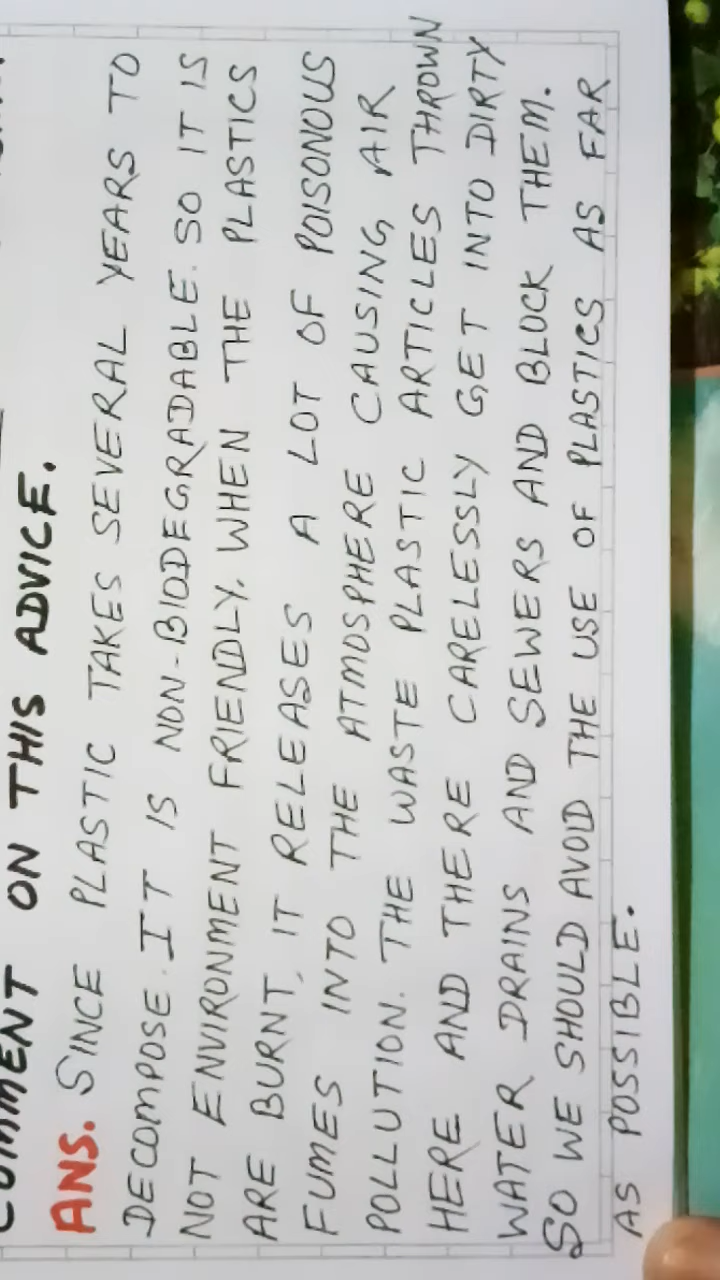 COMMENT ON THIS ADVICE.
ANS. SINCE PLASTIC TAKES SEVERAL YEARS TO
DECOMPOSE. IT IS NON-BIODEGRADABLE. SO IT IS
NOT ENVIRONMENT FRIENDLY. WHEN THE PLASTICS
ARE BURNT, IT RELEASES A LOT OF POISONOUS
FUMES INTO THE ATMOSPHERE CAUSING AIR
POLLUTION. THE WASTE PLASTIC ARTICLES THROWN
HERE AND THERE CARELESSLY GET INTO DIRTY
WATER DRAINS AND SEWERS AND BLOCK THEM.
SO WE SHOULD AVOID THE USE OF PLASTICS AS FAR
AS POSSIBLE.